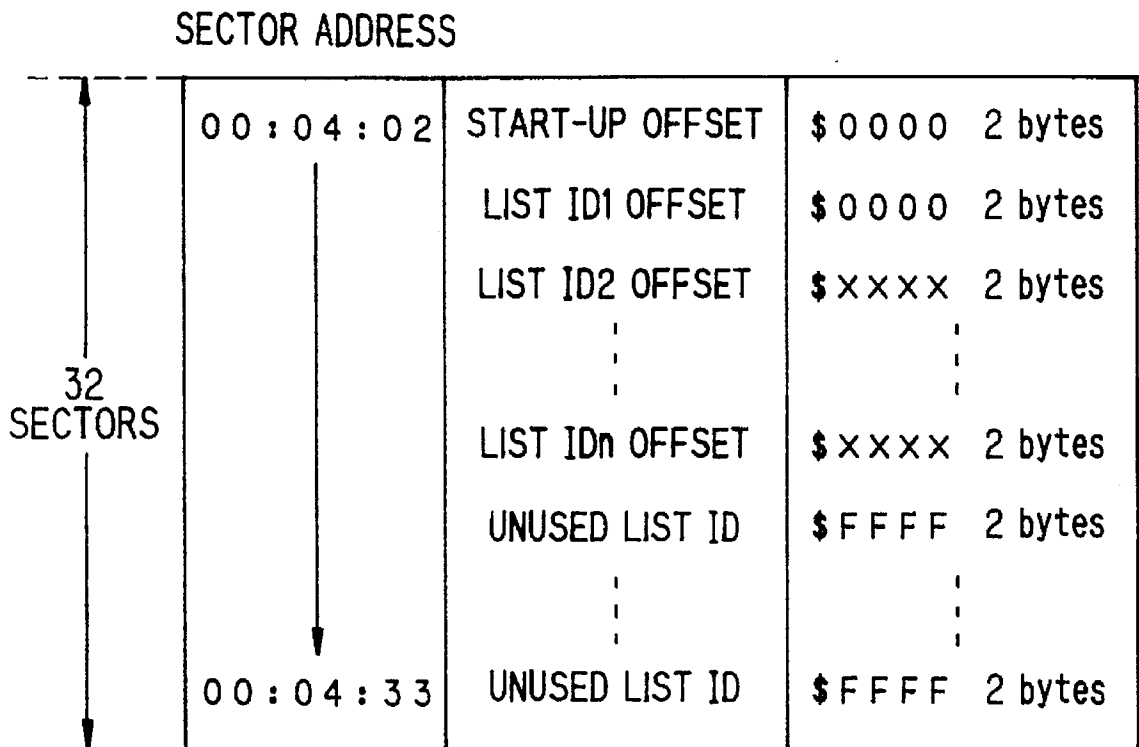 SECTOR ADDRESS
00:04:02 START-UP OFFSET $0000 2 bytes
LIST ID1 OFFSET $0000 2 bytes
LIST ID2 OFFSET $×××× 2 bytes
32
SECTORS
LIST IDn OFFSET $×××× 2 bytes
UNUSED LIST ID $FFFF 2 bytes
00:04:33 UNUSED LIST ID $FFFF 2 bytes